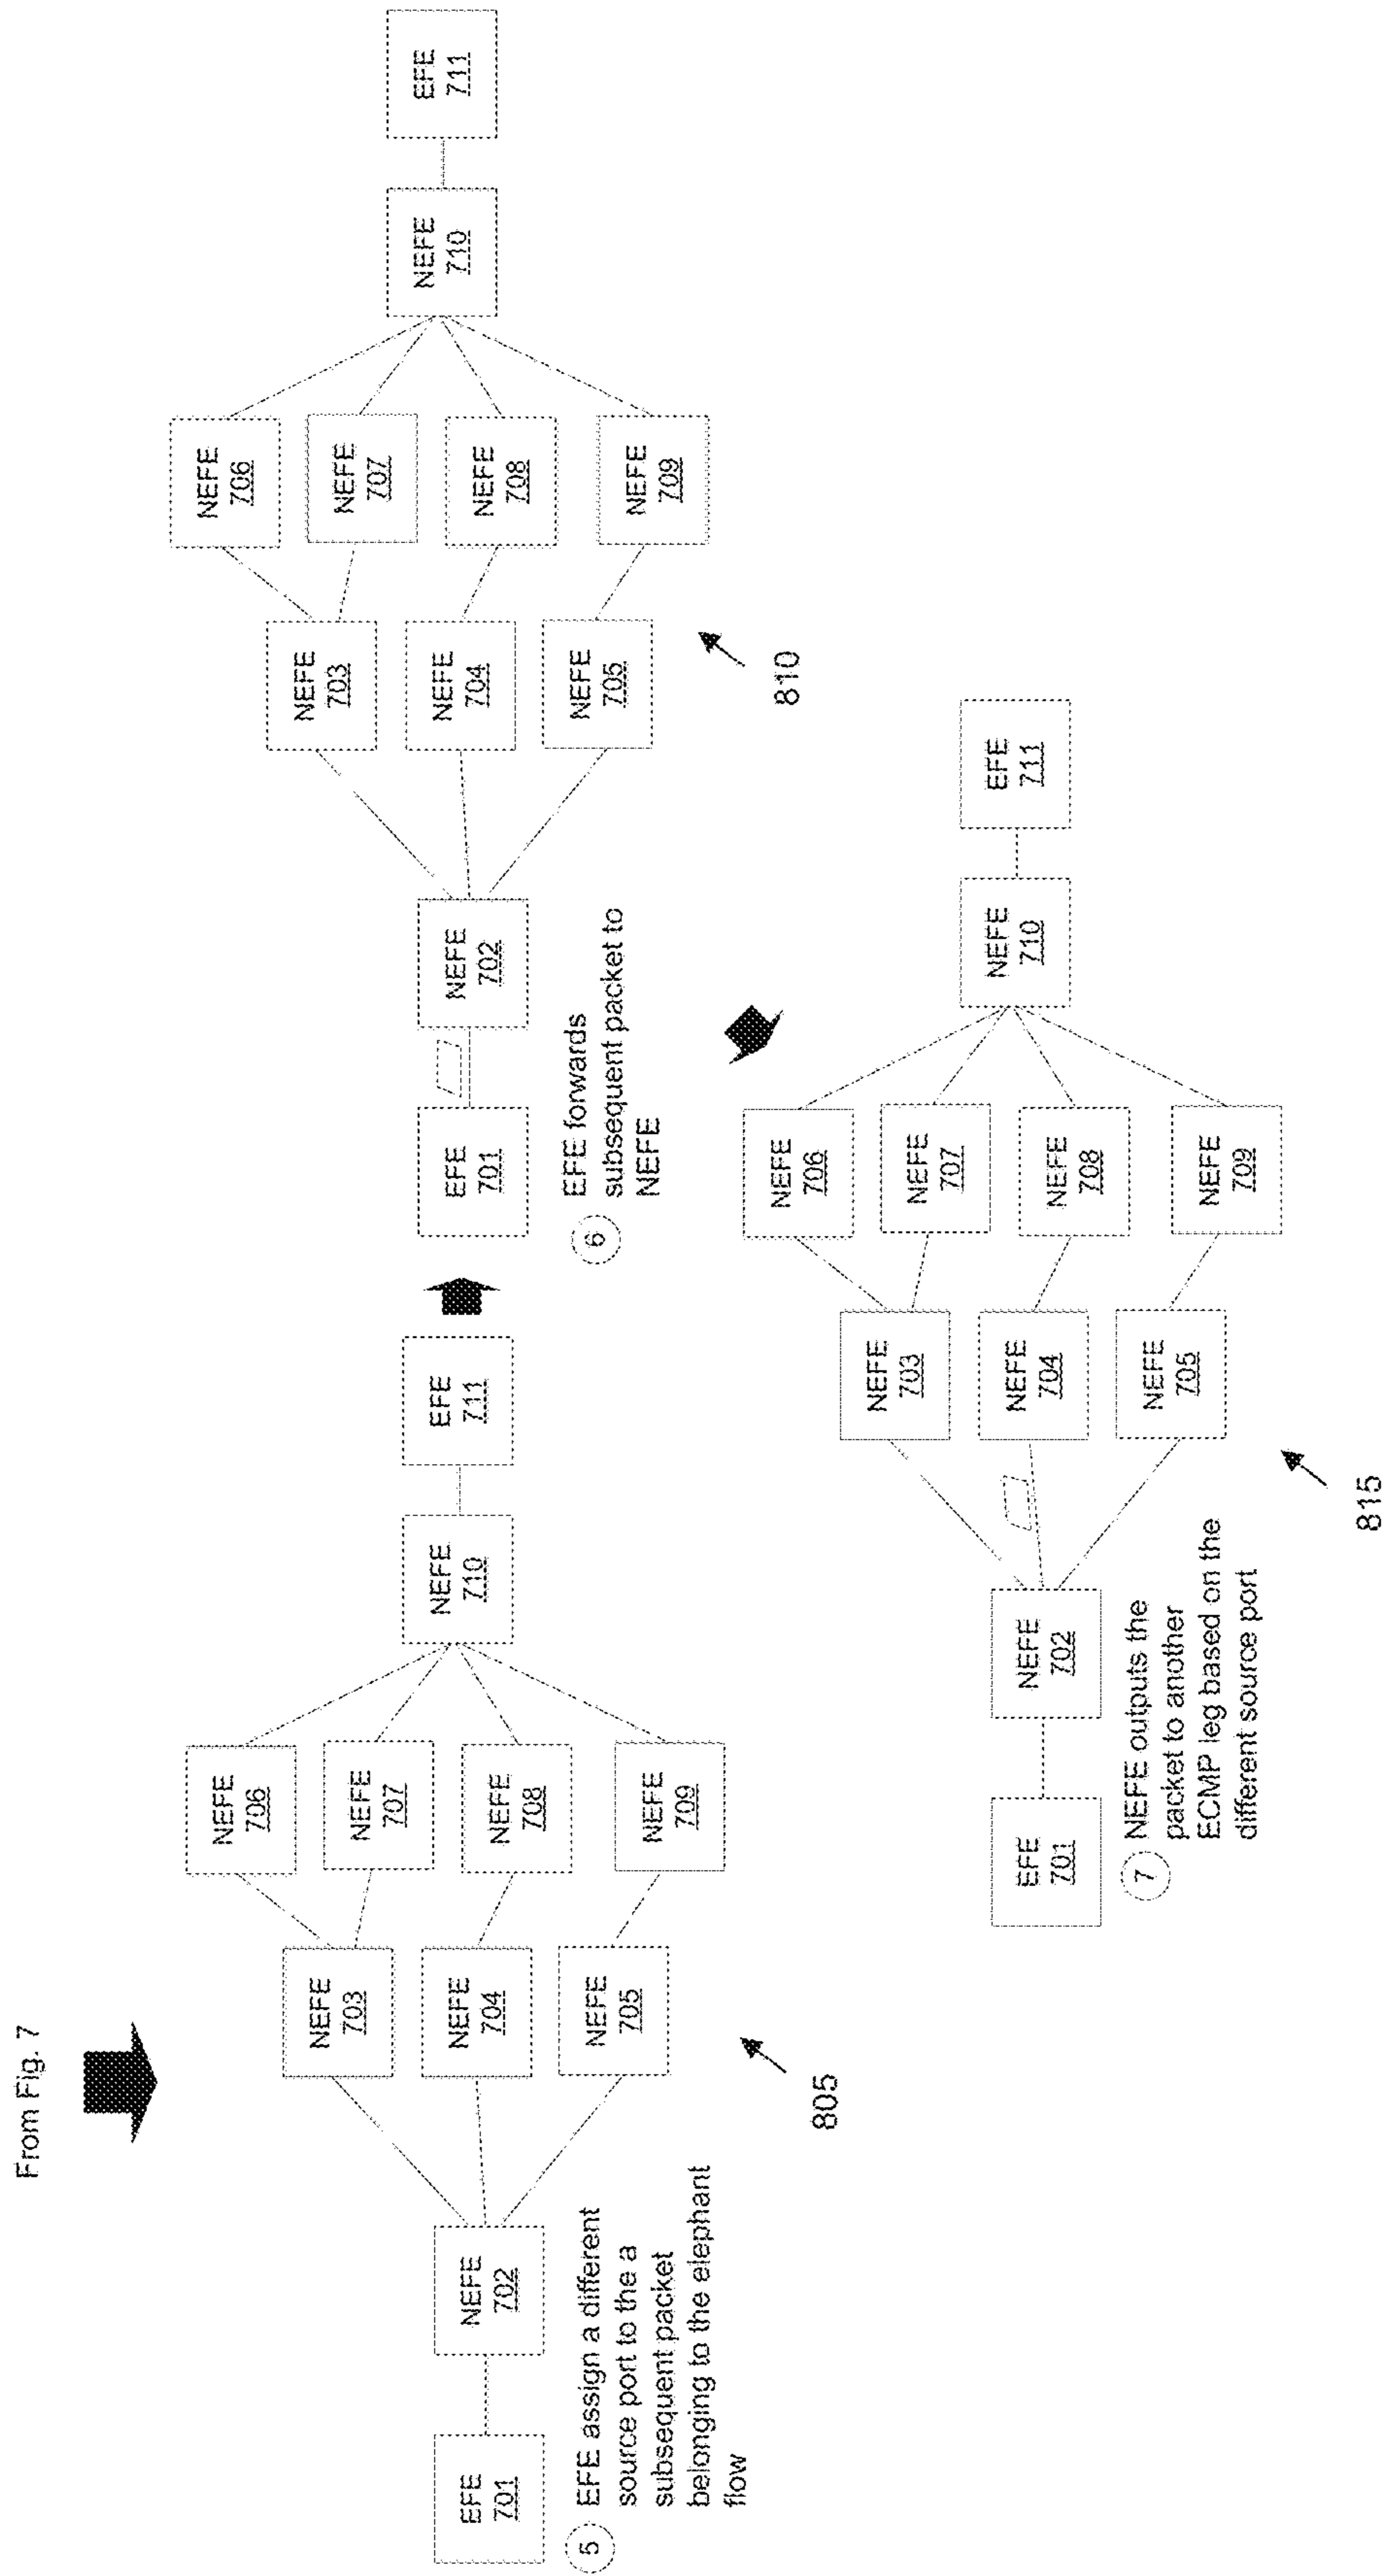 From Fig. 7
EFE
701
NEFE
702
NEFE
703
NEFE
704
NEFE
705
NEFE
706
NEFE
707
NEFE
708
NEFE
709
NEFE
710
EFE
711
5
EFE assign a different
source port to the a
subsequent packet
belonging to the elephant
flow
805
EFE
701
NEFE
702
NEFE
703
NEFE
704
NEFE
705
NEFE
706
NEFE
707
NEFE
708
NEFE
709
NEFE
710
EFE
711
6
EFE forwards
subsequent packet to
NEFE
810
EFE
701
NEFE
702
NEFE
703
NEFE
704
NEFE
705
NEFE
706
NEFE
707
NEFE
708
NEFE
709
NEFE
710
EFE
711
7
NEFE outputs the
packet to another
ECMP leg based on the
different source port
815